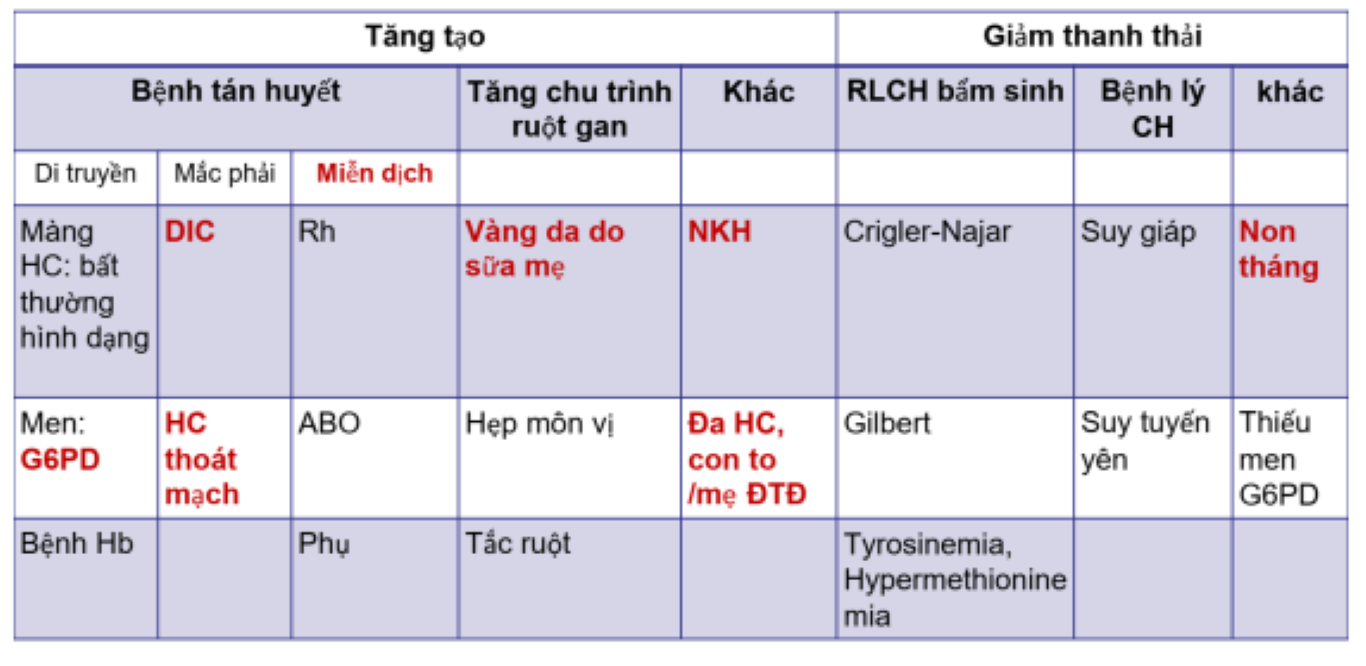 Tăng tạo
Giảm thanh thải
Bệnh tán huyết
Tăng chu trình
ruột gan
Khác
RLCH bẩm sinh
Bệnh lý
CH
khác
Di truyền
Mắc phải
Miễn dịch
Màng
HC: bất
thường
hình dạng
DIC
Rh
Vàng da do
sữa mẹ
NKH
Crigler-Najar
Suy giáp
Non
tháng
Men:
G6PD
HC
thoát
mạch
ABO
Hẹp môn vị
Đa HC,
con to
/mẹ ĐTĐ
Gilbert
Suy tuyến
yên
Thiếu
men
G6PD
Bệnh Hb
Phụ
Tắc ruột
Tyrosinemia,
Hypermethionine
mia